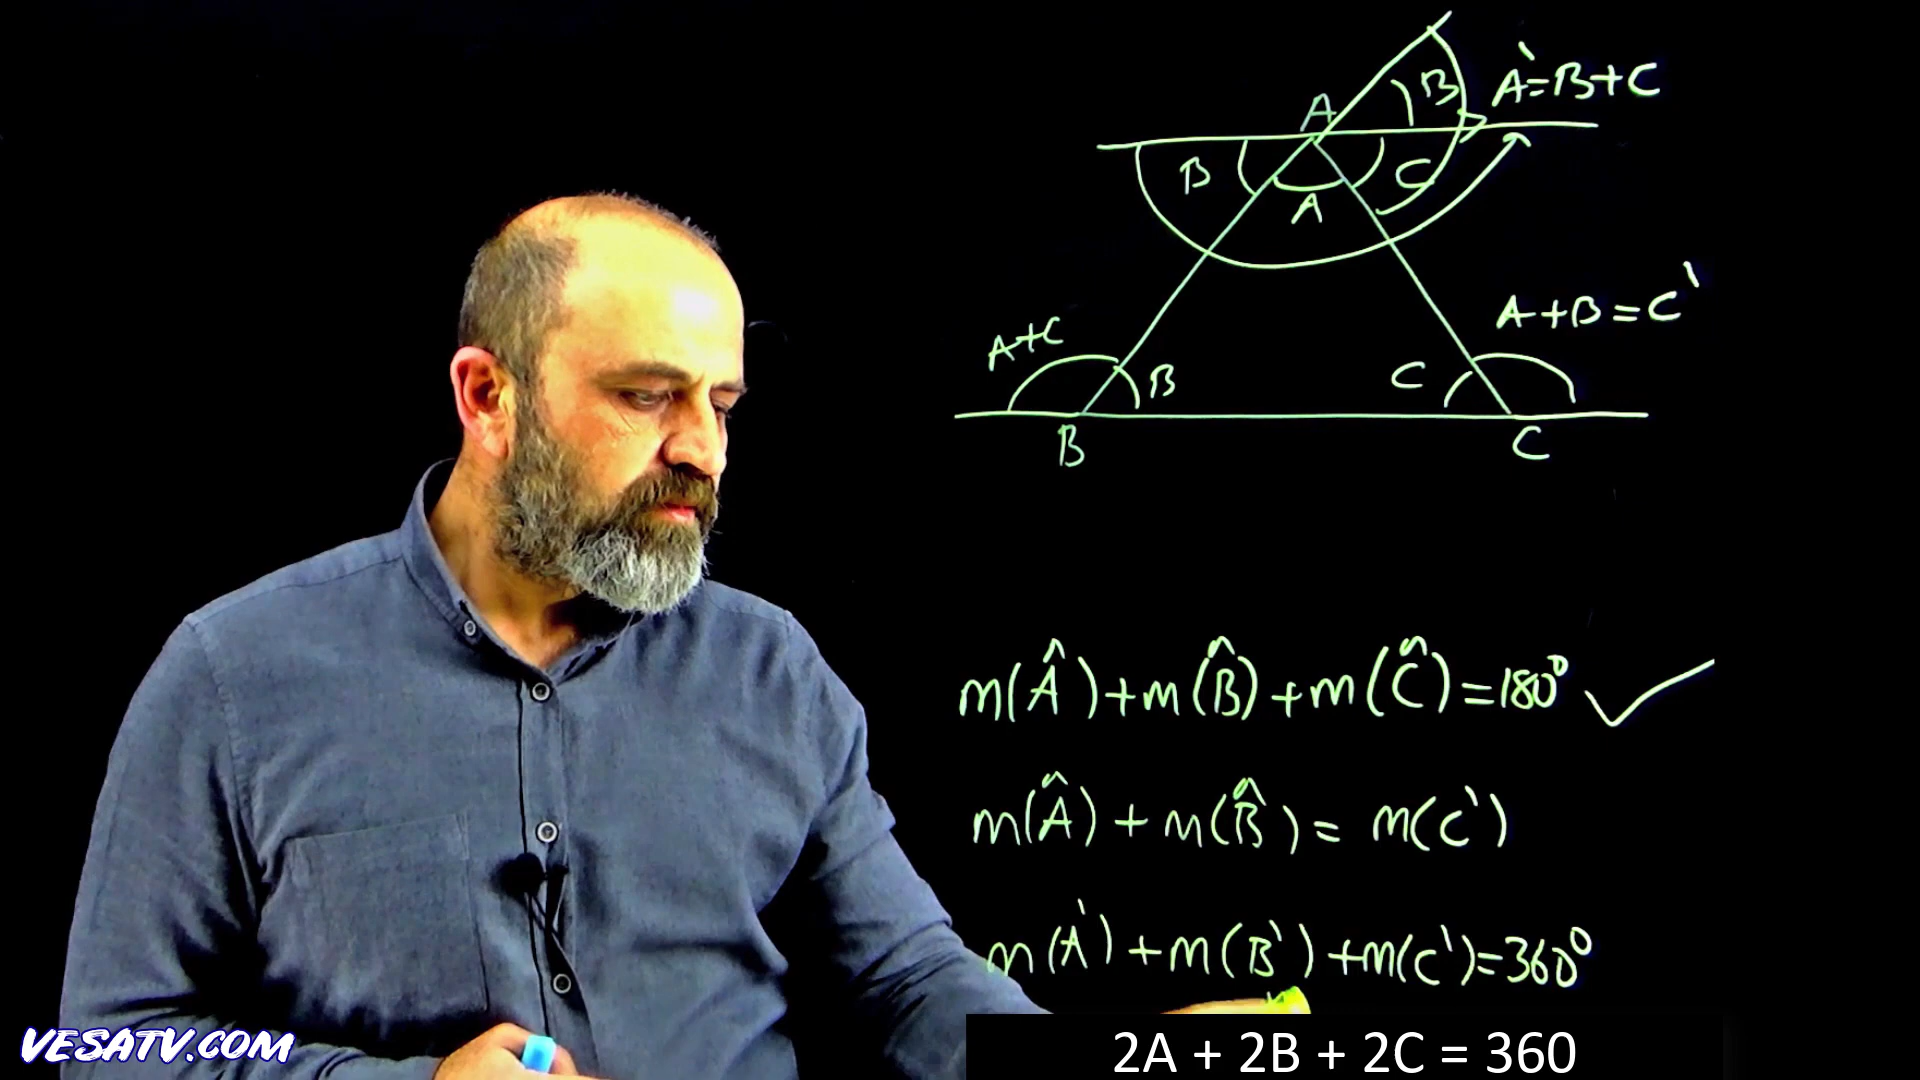 A
B
A'=B+C
B
C
A
A+B=C'
A+C
B
C
B
C
m(Â)+m(B̂)+m(Ĉ)=180°
m(Â)+m(B̂)=m(C')
m(A')+m(B')+m(C')=360°
2A + 2B + 2C = 360
VESATV.COM